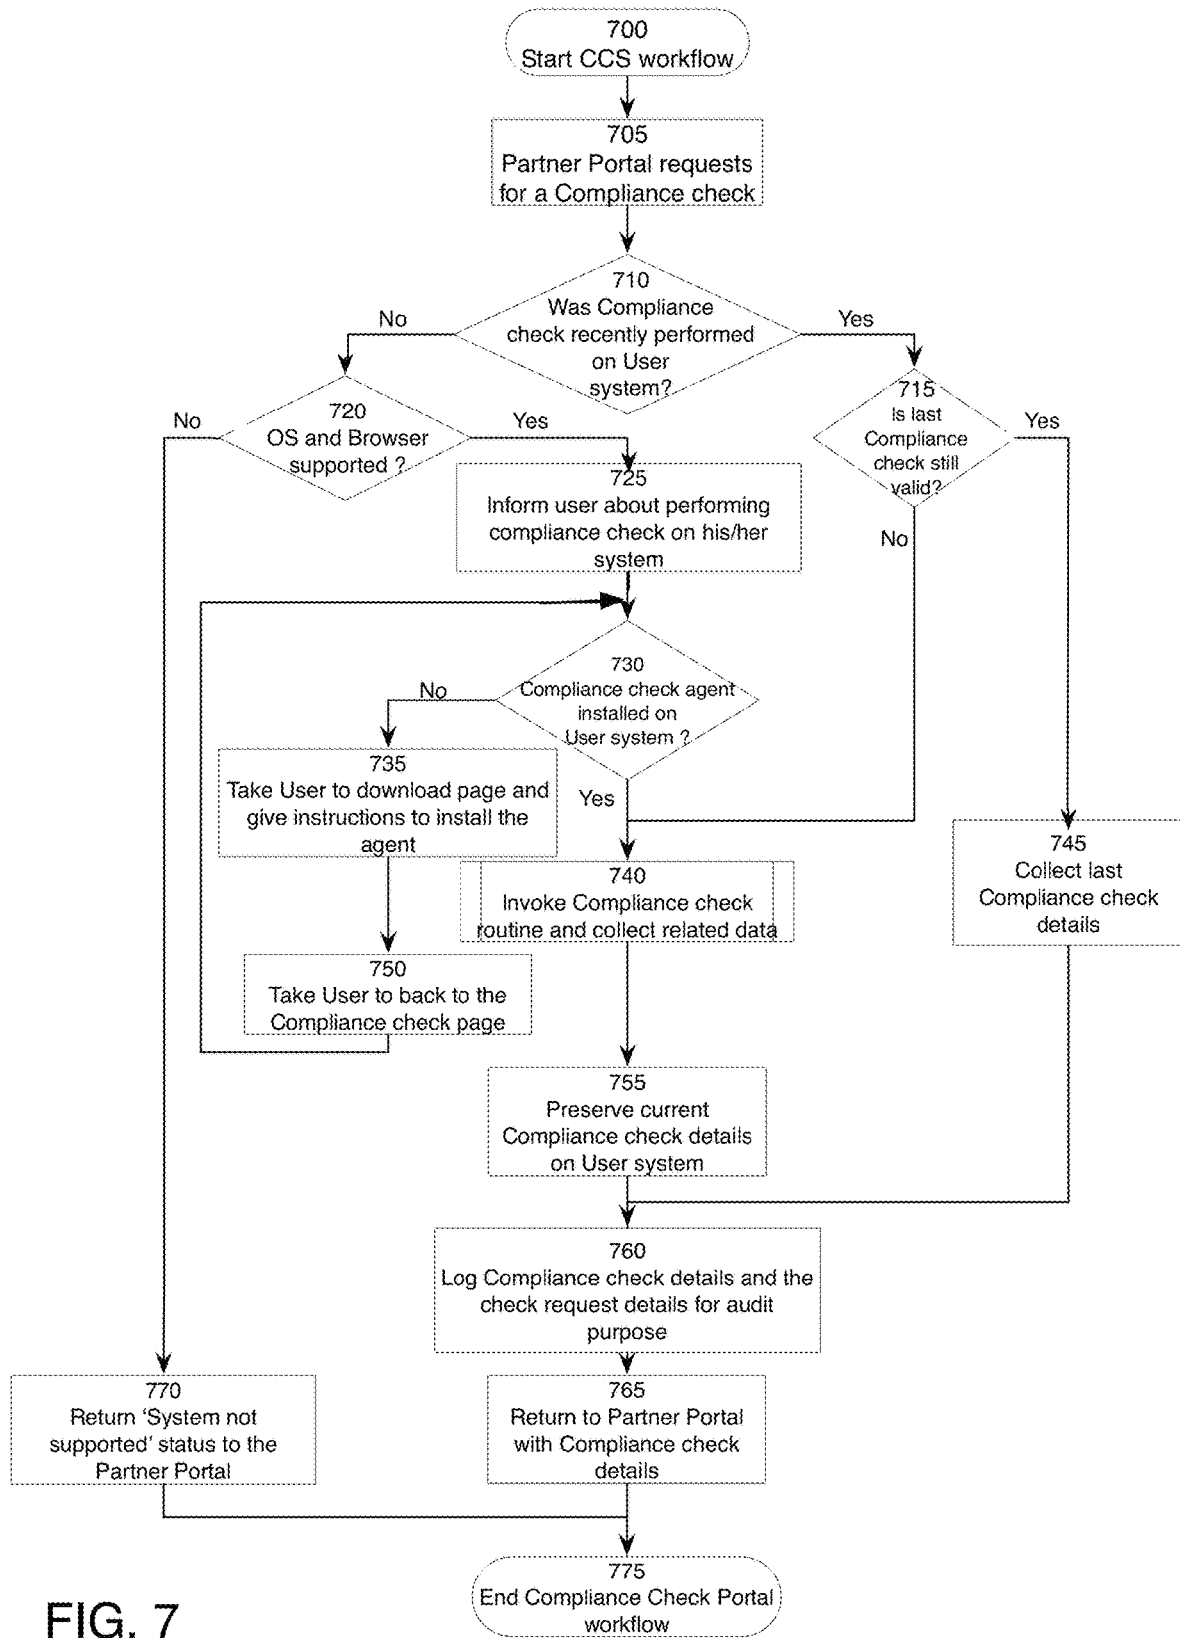 700
Start CCS workflow
705
Partner Portal requests
for a Compliance check
710
Was Compliance
check recently performed
on User
system?
No
Yes
715
Is last
Compliance
check still
valid?
No
720
OS and Browser
supported ?
Yes
Yes
725
Inform user about performing
compliance check on his/her
system
No
730
Compliance check agent
installed on
User system ?
No
Yes
735
Take User to download page and
give instructions to install the
agent
740
Invoke Compliance check
routine and collect related data
745
Collect last
Compliance check
details
750
Take User to back to the
Compliance check page
755
Preserve current
Compliance check details
on User system
760
Log Compliance check details and the
check request details for audit
purpose
770
Return ‘System not
supported’ status to the
Partner Portal
765
Return to Partner Portal
with Compliance check
details
775
End Compliance Check Portal
workflow
FIG. 7